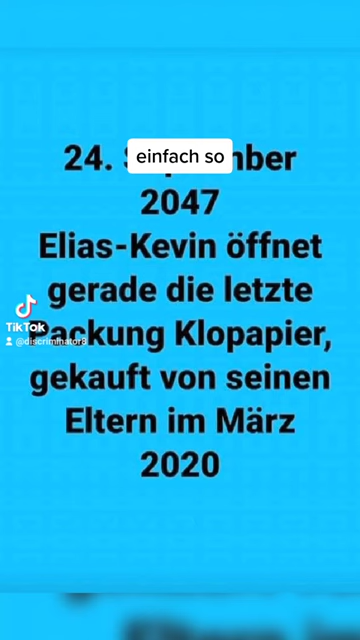 24. einfach so
2047
Elias-Kevin öffnet
gerade die letzte
TikTok
Klopapier,
@discriminator8
gekauft von seinen
Eltern im März
2020